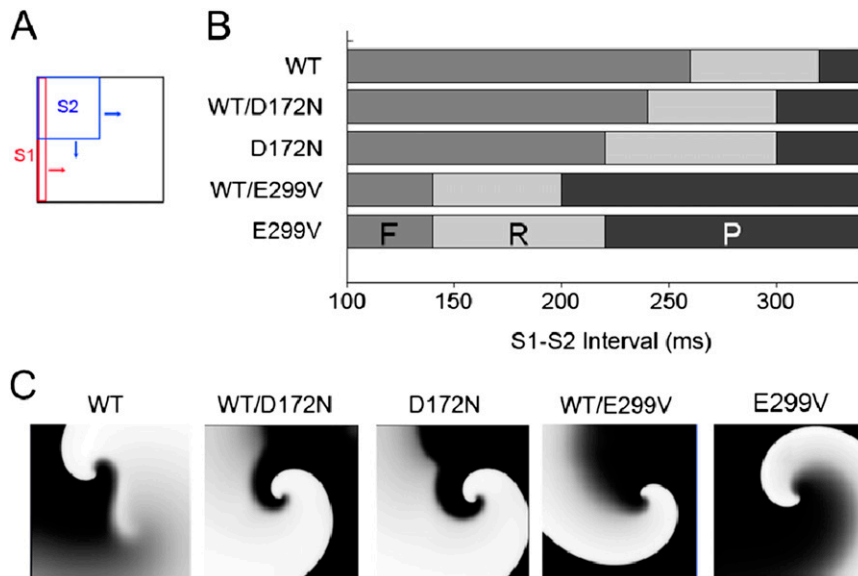 A
S2
S1
B
WT
WT/D172N
D172N
WT/E299V
E299V
F R P
100 150 200 250 300
S1-S2 Interval (ms)
C
WT WT/D172N D172N WT/E299V E299V